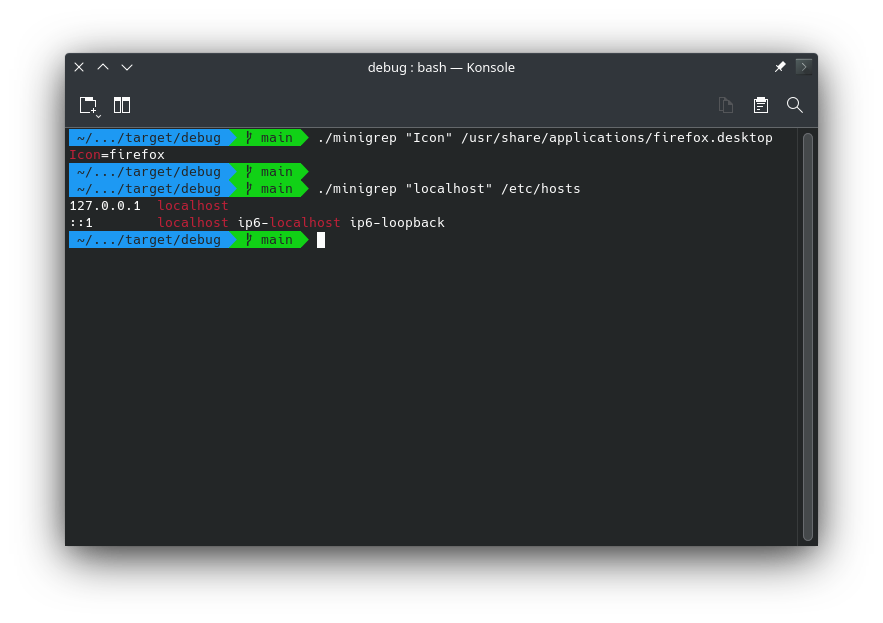 debug : bash — Konsole
~/.../target/debug main ./minigrep "Icon" /usr/share/applications/firefox.desktop
Icon=firefox
~/.../target/debug main
~/.../target/debug main ./minigrep "localhost" /etc/hosts
127.0.0.1  localhost
::1        localhost ip6-localhost ip6-loopback
~/.../target/debug main